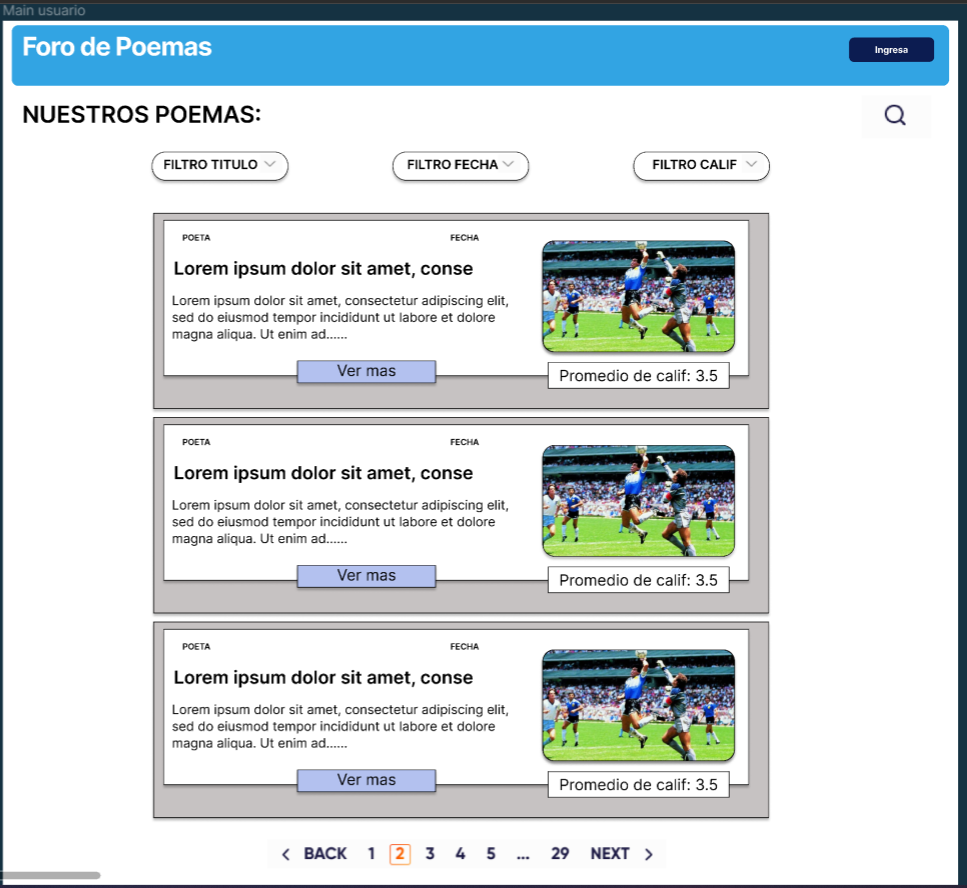 Main usuario
Foro de Poemas
Ingresa
NUESTROS POEMAS:
FILTRO TITULO
FILTRO FECHA
FILTRO CALIF
POETA
FECHA
Lorem ipsum dolor sit amet, conse
Lorem ipsum dolor sit amet, consectetur adipiscing elit,
sed do eiusmod tempor incididunt ut labore et dolore
magna aliqua. Ut enim ad......
Ver mas
Promedio de calif: 3.5
POETA
FECHA
Lorem ipsum dolor sit amet, conse
Lorem ipsum dolor sit amet, consectetur adipiscing elit,
sed do eiusmod tempor incididunt ut labore et dolore
magna aliqua. Ut enim ad......
Ver mas
Promedio de calif: 3.5
POETA
FECHA
Lorem ipsum dolor sit amet, conse
Lorem ipsum dolor sit amet, consectetur adipiscing elit,
sed do eiusmod tempor incididunt ut labore et dolore
magna aliqua. Ut enim ad......
Ver mas
Promedio de calif: 3.5
BACK 1 2 3 4 5 ... 29 NEXT